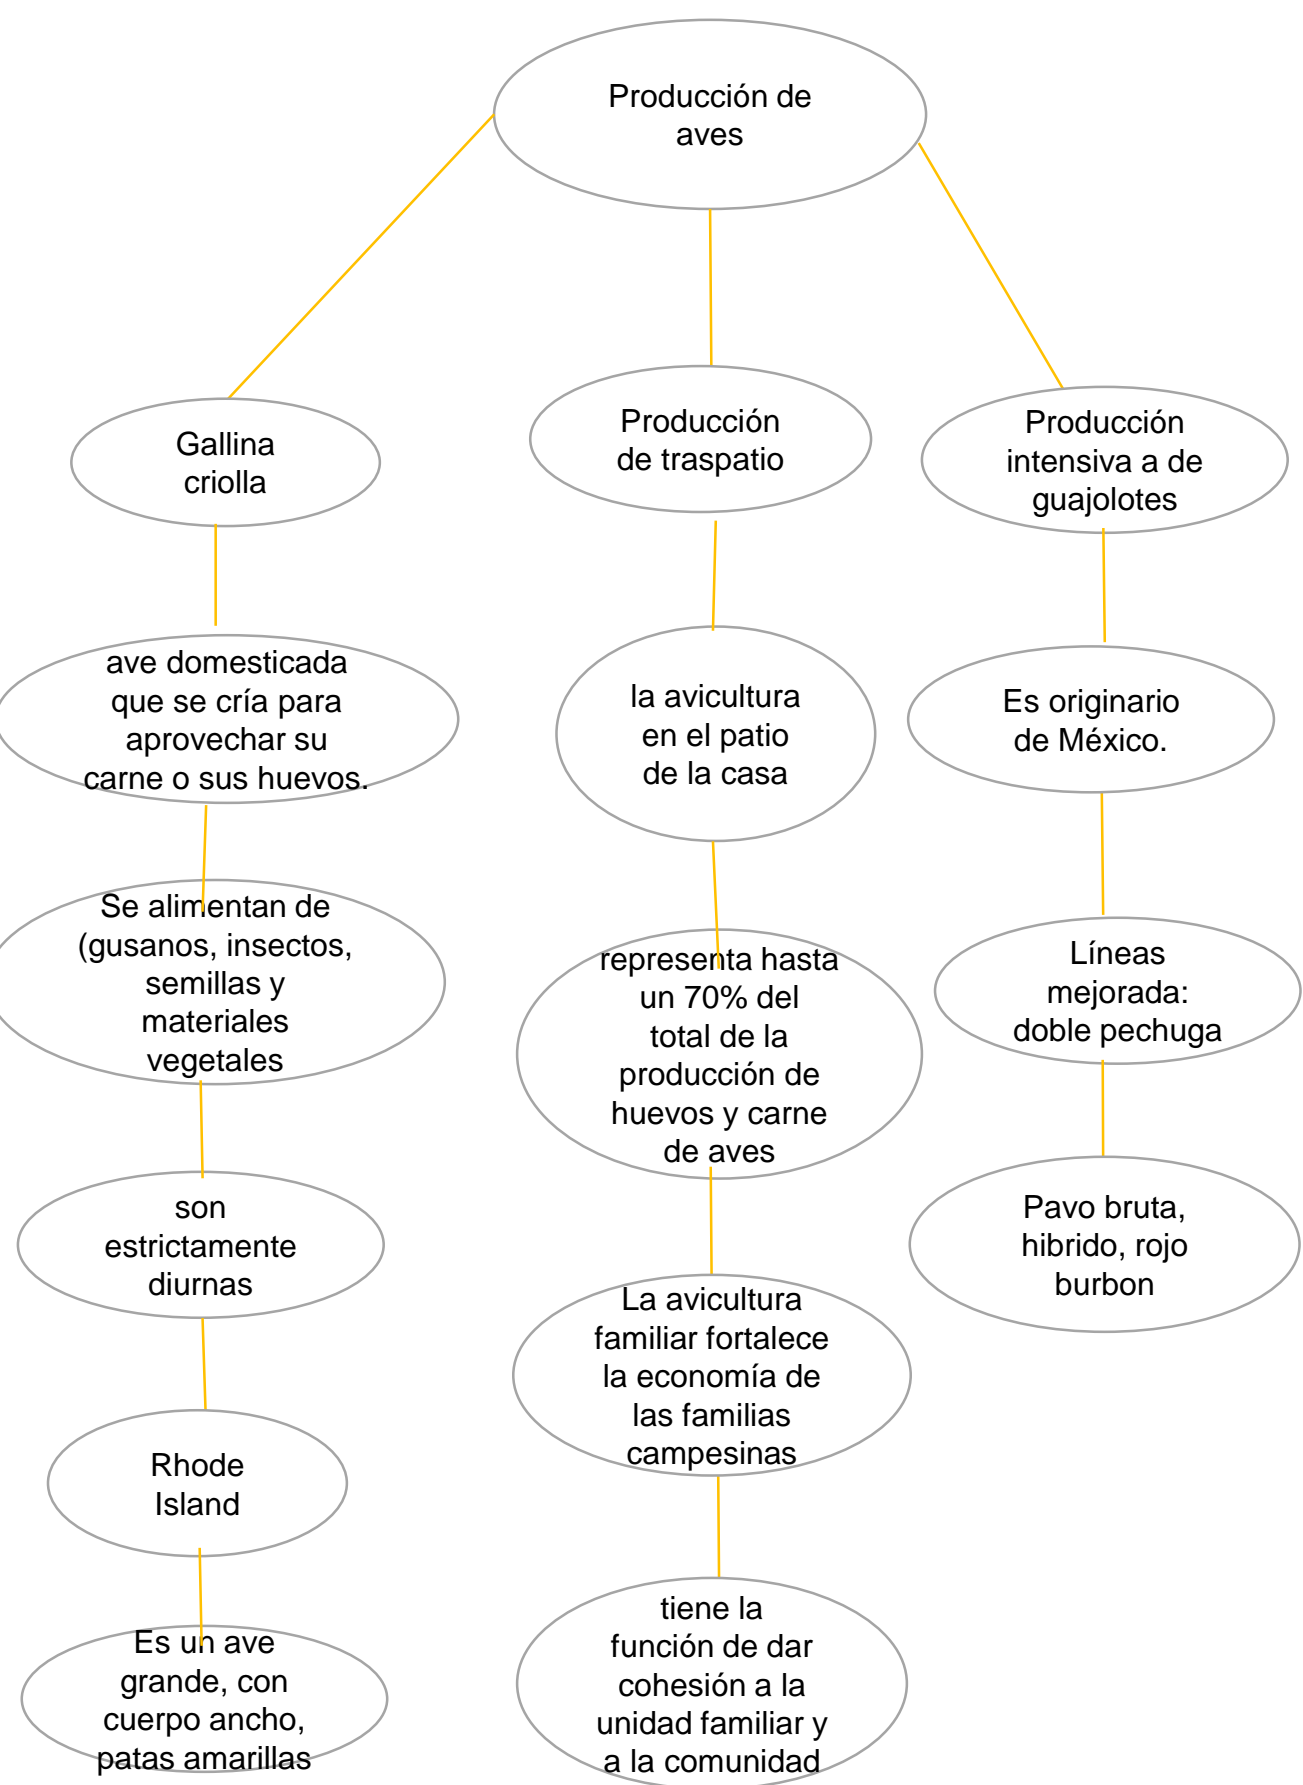 Producción de
aves
Gallina
criolla
Producción
de traspatio
Producción
intensiva a de
guajolotes
ave domesticada
que se cría para
aprovechar su
carne o sus huevos.
la avicultura
en el patio
de la casa
Es originario
de México.
Se alimentan de
(gusanos, insectos,
semillas y
materiales
vegetales
representa hasta
un 70% del
total de la
producción de
huevos y carne
de aves
Líneas
mejorada:
doble pechuga
son
estrictamente
diurnas
La avicultura
familiar fortalece
la economía de
las familias
campesinas
Pavo bruta,
hibrido, rojo
burbon
Rhode
Island
Es un ave
grande, con
cuerpo ancho,
patas amarillas
tiene la
función de dar
cohesión a la
unidad familiar y
a la comunidad